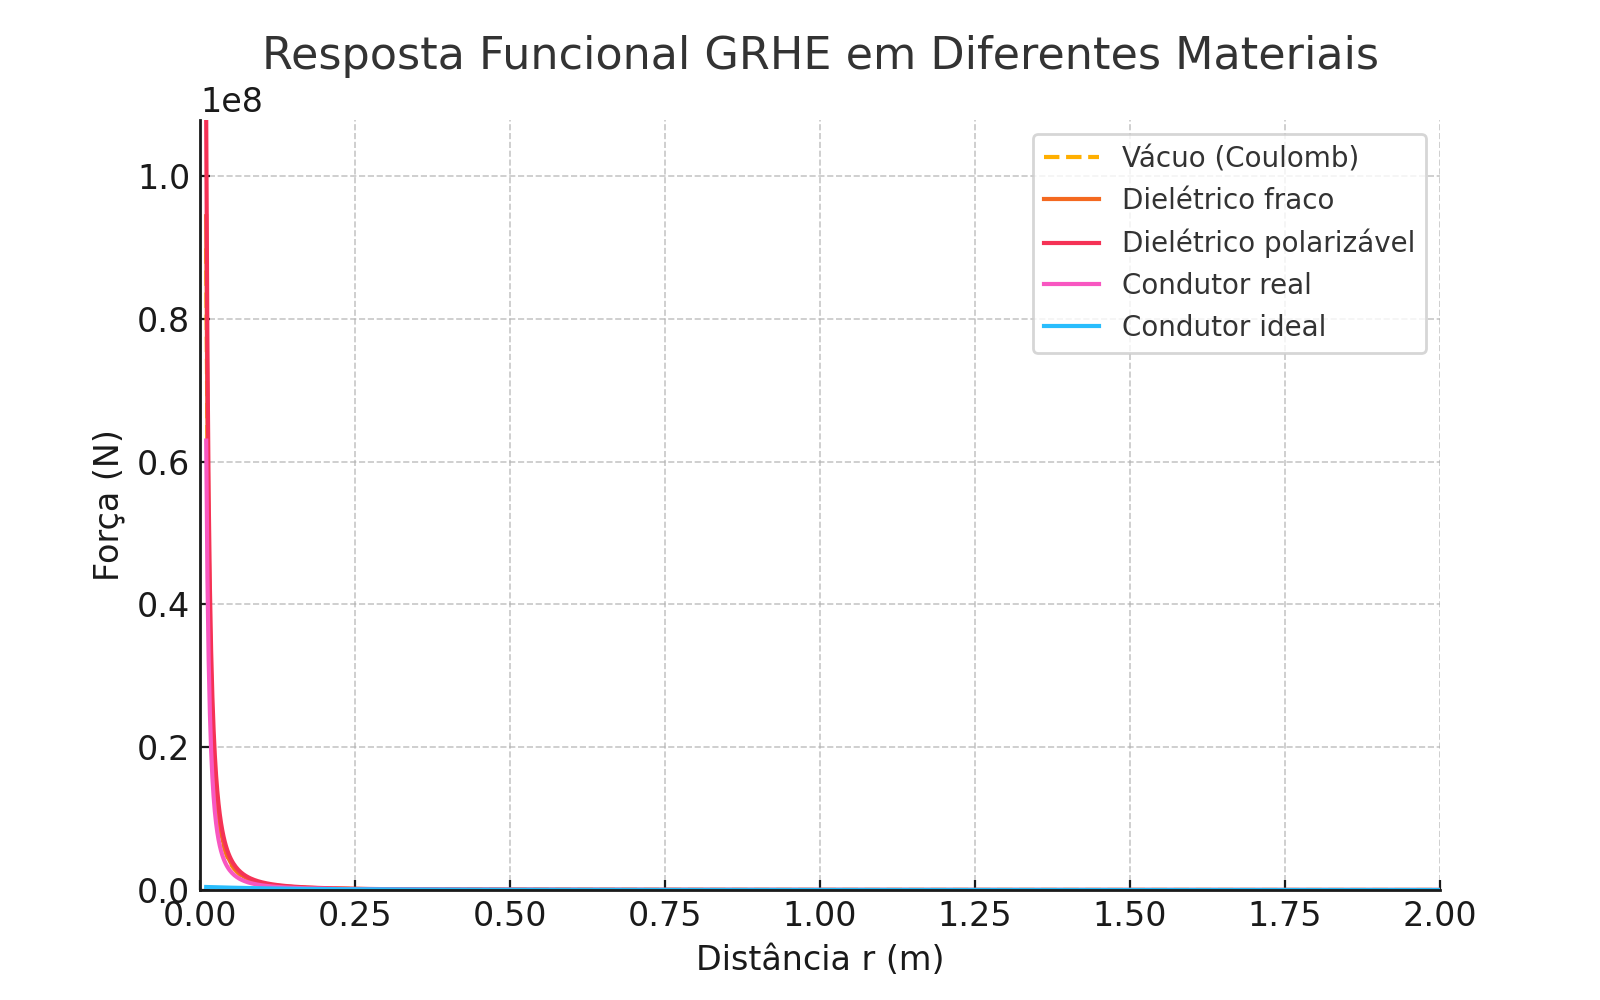 Resposta Funcional GRHE em Diferentes Materiais
1e8
Vácuo (Coulomb)
Dielétrico fraco
Dielétrico polarizável
Condutor real
Condutor ideal
1.0
0.8
0.6
0.4
0.2
0.0
Força (N)
0.00 0.25 0.50 0.75 1.00 1.25 1.50 1.75 2.00
Distância r (m)